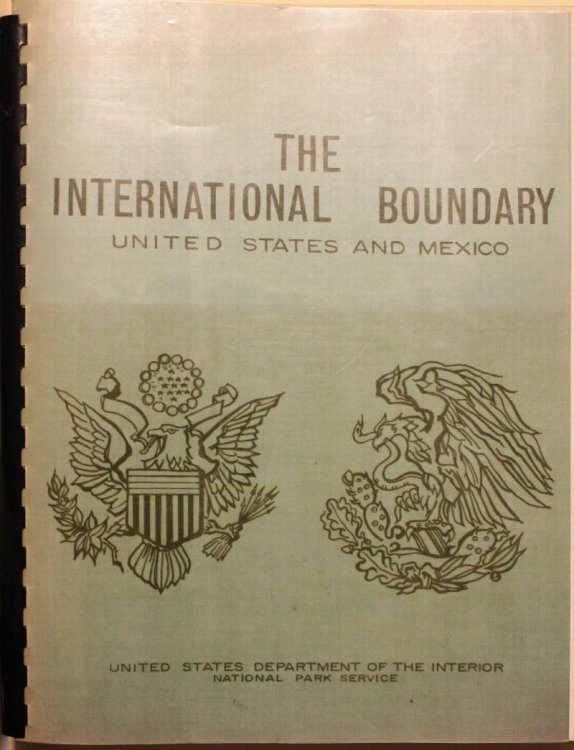 THE
INTERNATIONAL BOUNDARY
UNITED STATES AND MEXICO
UNITED STATES DEPARTMENT OF THE INTERIOR
NATIONAL PARK SERVICE